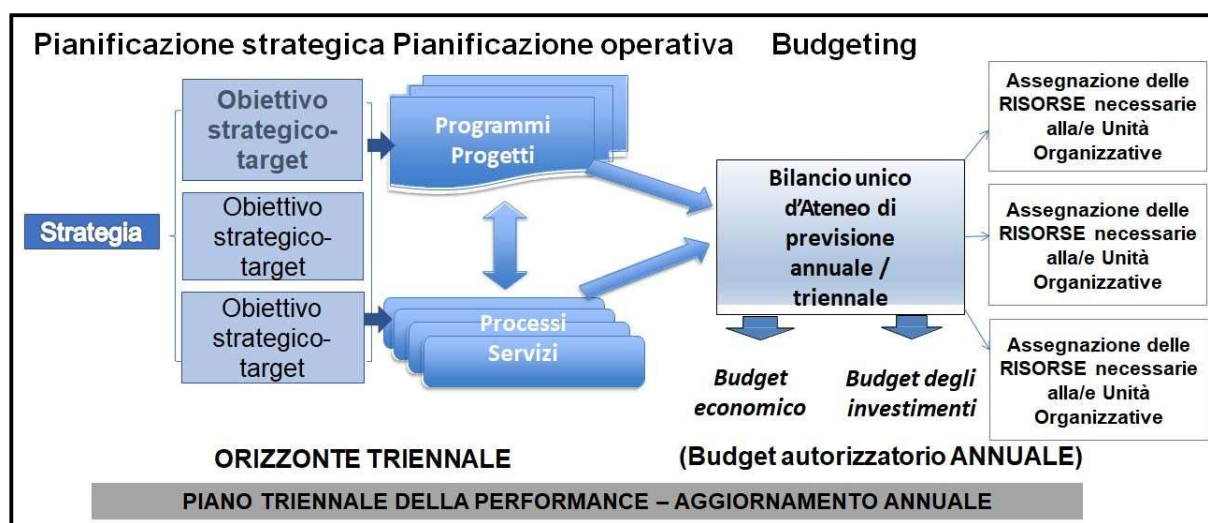 Pianificazione strategica Pianificazione operativa Budgeting
Strategia
Obiettivo
strategico-
target
Obiettivo
strategico-
target
Obiettivo
strategico-
target
Programmi
Progetti
Processi
Servizi
Bilancio unico
d'Ateneo di
previsione
annuale /
triennale
Budget
economico
Budget degli
investimenti
Assegnazione delle
RISORSE necessarie
alla/e Unità
Organizzative
Assegnazione delle
RISORSE necessarie
alla/e Unità
Organizzative
Assegnazione delle
RISORSE necessarie
alla/e Unità
Organizzative
ORIZZONTE TRIENNALE
(Budget autorizzatorio ANNUALE)
PIANO TRIENNALE DELLA PERFORMANCE – AGGIORNAMENTO ANNUALE